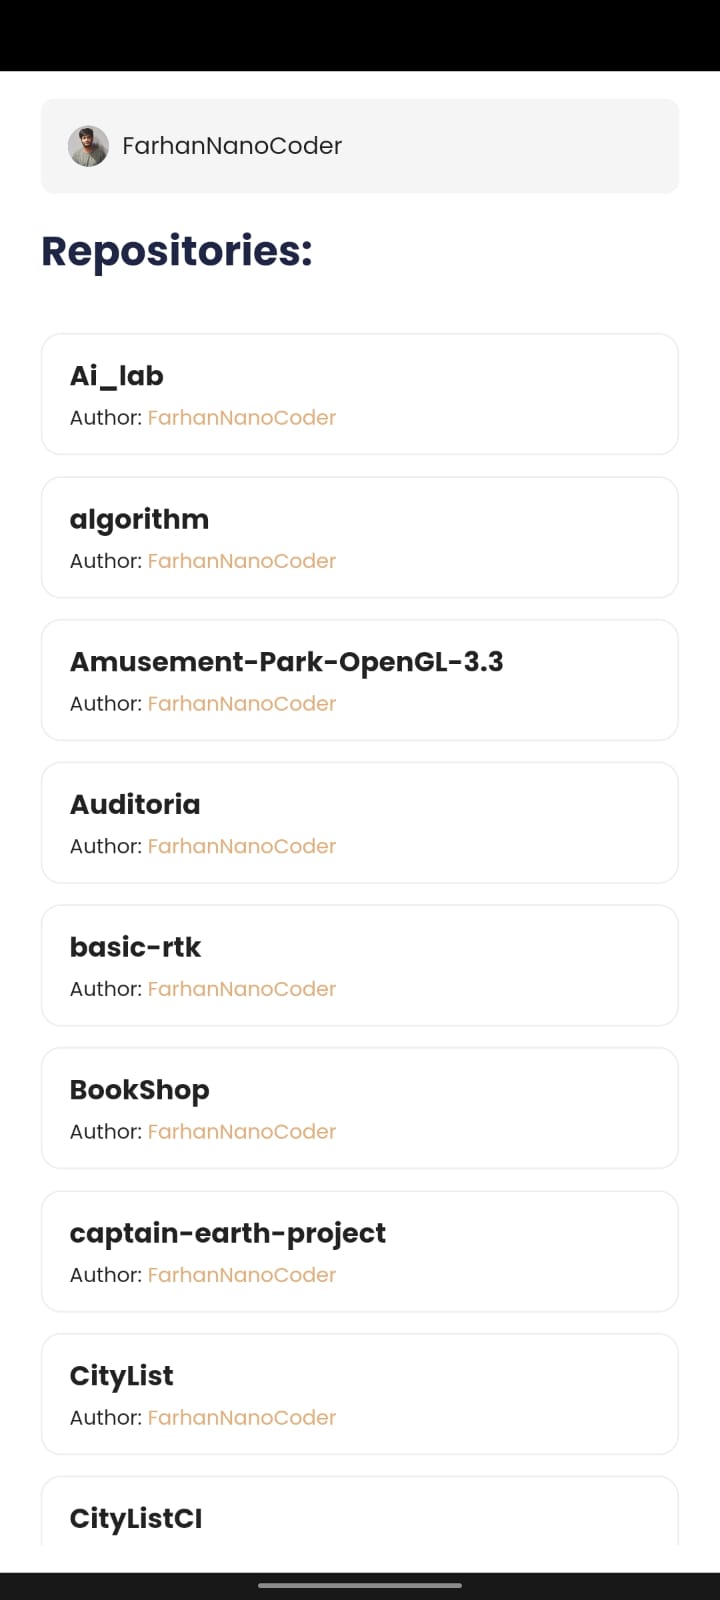 FarhanNanoCoder
Repositories:
Ai_lab
Author: FarhanNanoCoder
algorithm
Author: FarhanNanoCoder
Amusement-Park-OpenGL-3.3
Author: FarhanNanoCoder
Auditoria
Author: FarhanNanoCoder
basic-rtk
Author: FarhanNanoCoder
BookShop
Author: FarhanNanoCoder
captain-earth-project
Author: FarhanNanoCoder
CityList
Author: FarhanNanoCoder
CityListCI